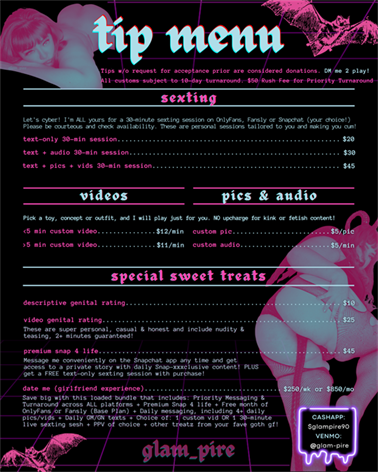 tip menu
Tips w/o request for acceptance prior are considered donations. DM me 2 play!
All customs subject to 10-day turnaround. $50 Rush Fee for Priority Turnaround
sexting
Let's cyber! I'm ALL yours for a 30-minute sexting session on OnlyFans, Fansly or Snapchat (your choice!)
Please be courteous and check availability. These are personal sessions tailored to you and making you cum!
text-only 30-min session............$20
text + audio 30-min session............$30
text + pics + vids 30-min session............$45
videos
pics & audio
Pick a toy, concept or outfit, and I will play just for you. NO upcharge for kink or fetish content!
<5 min custom video............$12/min
>5 min custom video............$11/min
custom pic............$8/pic
custom audio............$5/min
special sweet treats
descriptive genital rating............$10
video genital rating............$25
These are super personal, casual & honest and include nudity &
teasing, 2+ minutes guaranteed!
premium snap 4 life............$45
Message me conveniently on the Snapchat app any time and get
access to a private story with daily Snap-xxxclusive content! PLUS
get a FREE text-only sexting session with purchase!
date me (girlfriend experience)............$250/wk or $850/mo
Save big with this loaded bundle that includes: Priority Messaging &
Turnaround across ALL platforms + Premium Snap 4 life + Free month of
OnlyFans or Fansly (Base Plan) + Daily messaging, including 4+ daily
pics/vids + Daily GM/GN texts + Choice of: 1 custom vid OR 1 30-minute
live sexting sesh + PPV of choice + other treatz from your fave goth gf!
CASHAPP:
$glampire90
VENMO:
@glam-pire
glam_pire